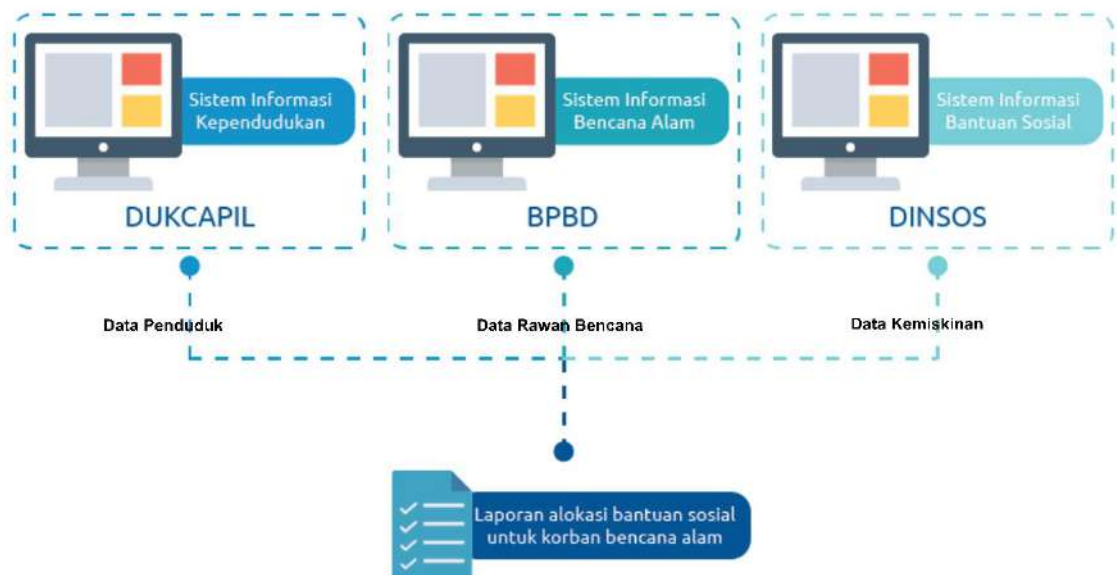 Sistem Informasi
Kependudukan
DUKCAPIL
Sistem Informasi
Bencana Alam
BPBD
Sistem Informasi
Bantuan Sosial
DINSOS
Data Penduduk
Data Rawan Bencana
Data Kemiskinan
Laporan alokasi bantuan sosial
untuk korban bencana alam